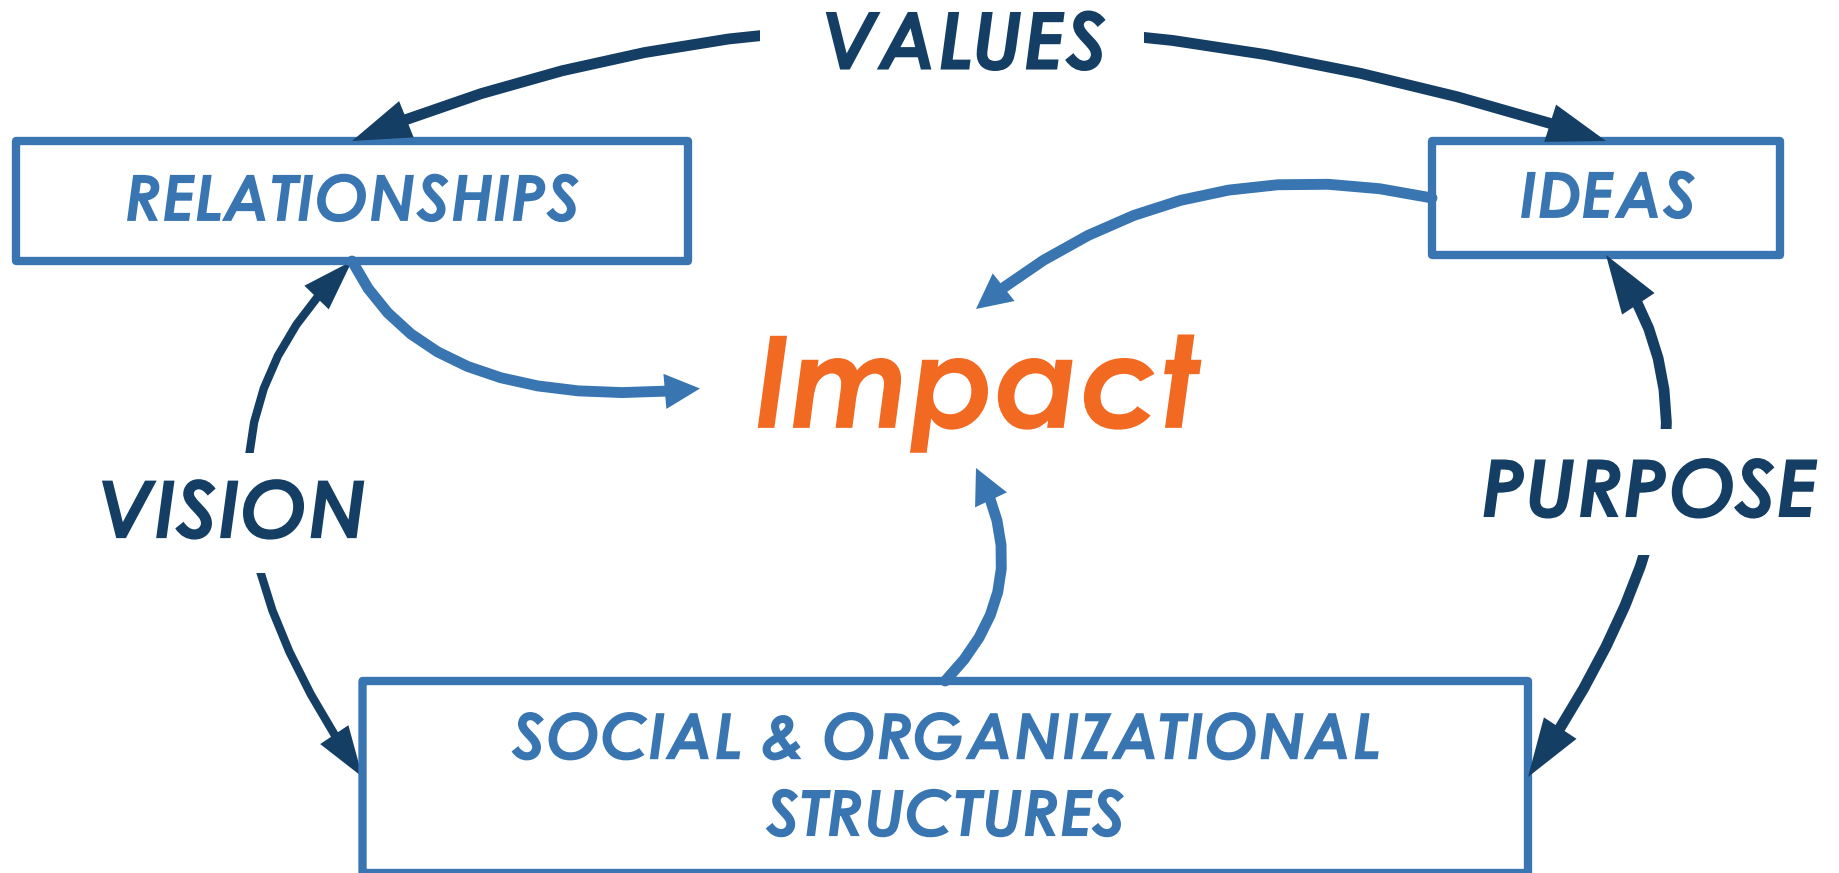 VALUES
RELATIONSHIPS
IDEAS
Impact
VISION
PURPOSE
SOCIAL & ORGANIZATIONAL
STRUCTURES